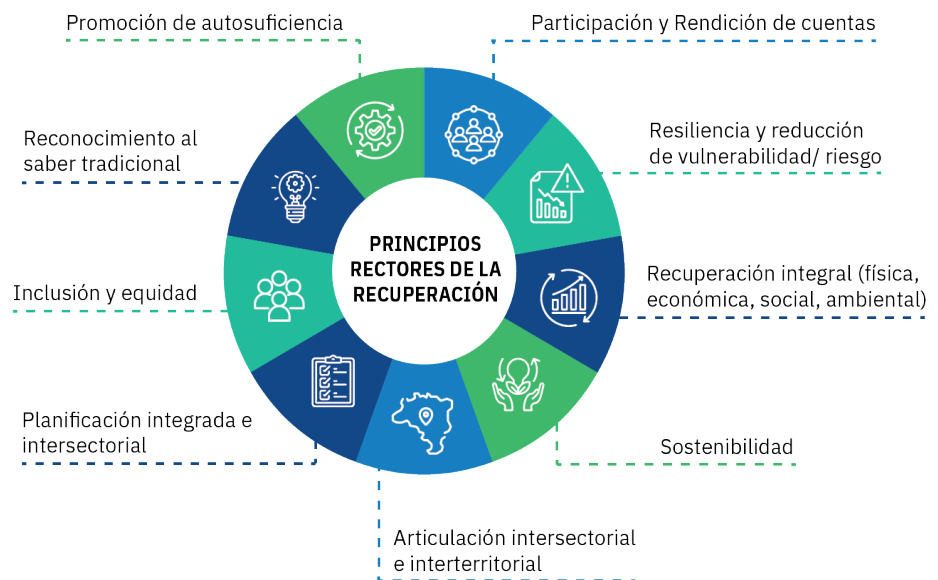 Promoción de autosuficiencia
Participación y Rendición de cuentas
Reconocimiento al
saber tradicional
Resiliencia y reducción
de vulnerabilidad/ riesgo
PRINCIPIOS
RECTORES DE LA
RECUPERACIÓN
Inclusión y equidad
Recuperación integral (física,
económica, social, ambiental)
Planificación integrada e
intersectorial
Sostenibilidad
Articulación intersectorial
e interterritorial